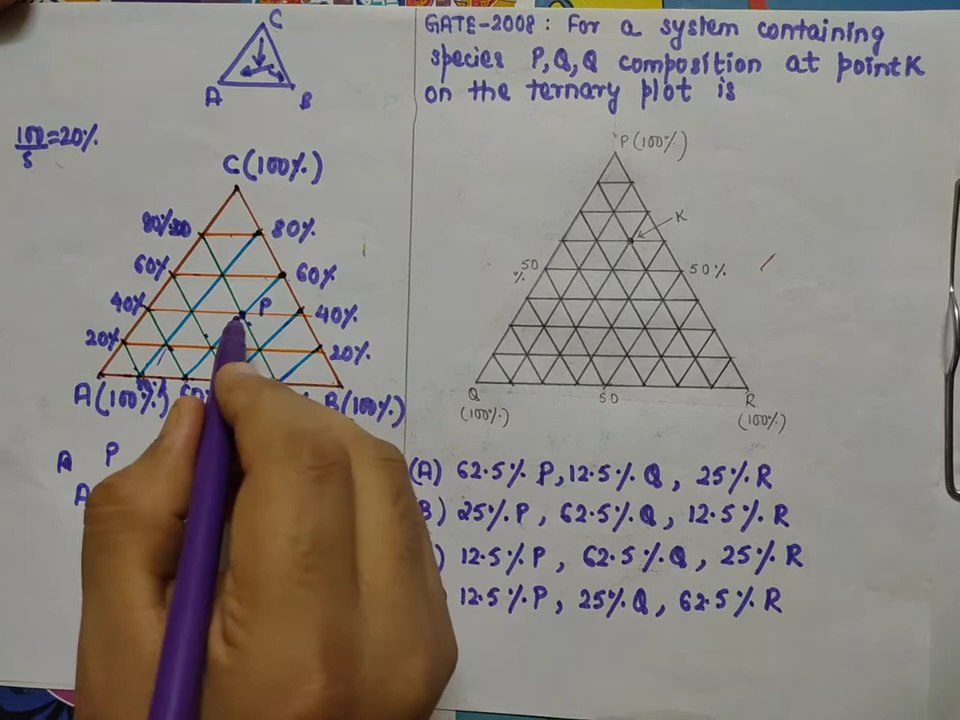 C
A
B
100/5 = 20%
C (100%)
80%
80%
60%
60%
40%
P
40%
20%
20%
A (100%)
B (100%)
A P
A
GATE-2008: For a system containing
species P, Q, Q composition at point K
on the ternary plot is
P (100%)
K
50
%
50%
Q
(100%)
50
R
(100%)
(A) 62.5% P, 12.5% Q, 25% R
B) 25% P, 62.5% Q, 12.5% R
) 12.5% P, 62.5% Q, 25% R
12.5% P, 25% Q, 62.5% R